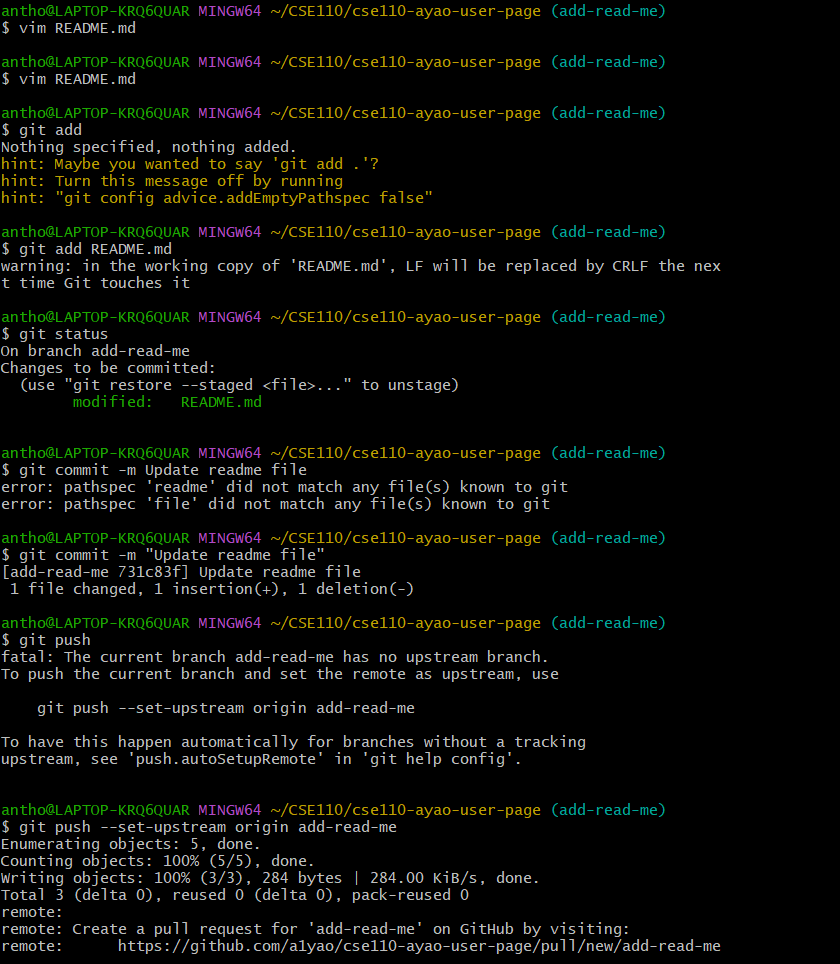 antho@LAPTOP-KRQ6QUAR MINGW64 ~/CSE110/cse110-ayao-user-page (add-read-me)
$ vim README.md
antho@LAPTOP-KRQ6QUAR MINGW64 ~/CSE110/cse110-ayao-user-page (add-read-me)
$ vim README.md
antho@LAPTOP-KRQ6QUAR MINGW64 ~/CSE110/cse110-ayao-user-page (add-read-me)
$ git add
Nothing specified, nothing added.
hint: Maybe you wanted to say 'git add .'?
hint: Turn this message off by running
hint: "git config advice.addEmptyPathspec false"
antho@LAPTOP-KRQ6QUAR MINGW64 ~/CSE110/cse110-ayao-user-page (add-read-me)
$ git add README.md
warning: in the working copy of 'README.md', LF will be replaced by CRLF the nex
t time Git touches it
antho@LAPTOP-KRQ6QUAR MINGW64 ~/CSE110/cse110-ayao-user-page (add-read-me)
$ git status
On branch add-read-me
Changes to be committed:
  (use "git restore --staged <file>..." to unstage)
        modified:   README.md
antho@LAPTOP-KRQ6QUAR MINGW64 ~/CSE110/cse110-ayao-user-page (add-read-me)
$ git commit -m Update readme file
error: pathspec 'readme' did not match any file(s) known to git
error: pathspec 'file' did not match any file(s) known to git
antho@LAPTOP-KRQ6QUAR MINGW64 ~/CSE110/cse110-ayao-user-page (add-read-me)
$ git commit -m "Update readme file"
[add-read-me 731c83f] Update readme file
 1 file changed, 1 insertion(+), 1 deletion(-)
antho@LAPTOP-KRQ6QUAR MINGW64 ~/CSE110/cse110-ayao-user-page (add-read-me)
$ git push
fatal: The current branch add-read-me has no upstream branch.
To push the current branch and set the remote as upstream, use
    git push --set-upstream origin add-read-me
To have this happen automatically for branches without a tracking
upstream, see 'push.autoSetupRemote' in 'git help config'.
antho@LAPTOP-KRQ6QUAR MINGW64 ~/CSE110/cse110-ayao-user-page (add-read-me)
$ git push --set-upstream origin add-read-me
Enumerating objects: 5, done.
Counting objects: 100% (5/5), done.
Writing objects: 100% (3/3), 284 bytes | 284.00 KiB/s, done.
Total 3 (delta 0), reused 0 (delta 0), pack-reused 0
remote:
remote: Create a pull request for 'add-read-me' on GitHub by visiting:
remote:      https://github.com/a1yao/cse110-ayao-user-page/pull/new/add-read-me